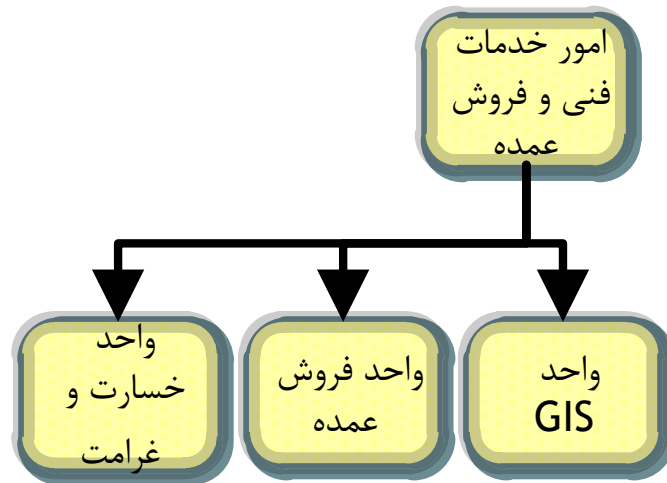 امور خدمات
فنی و فروش
عمده
واحد
GIS
واحد فروش
عمده
واحد
خسارت و
غرامت